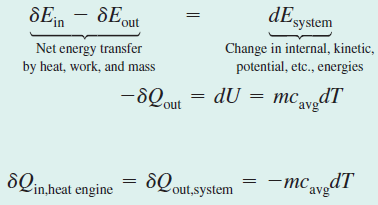 δE_in − δE_out = dE_system
Net energy transfer Change in internal, kinetic,
by heat, work, and mass potential, etc., energies
−δQ_out = dU = mc_avg dT
δQ_in,heat engine = δQ_out,system = −mc_avg dT